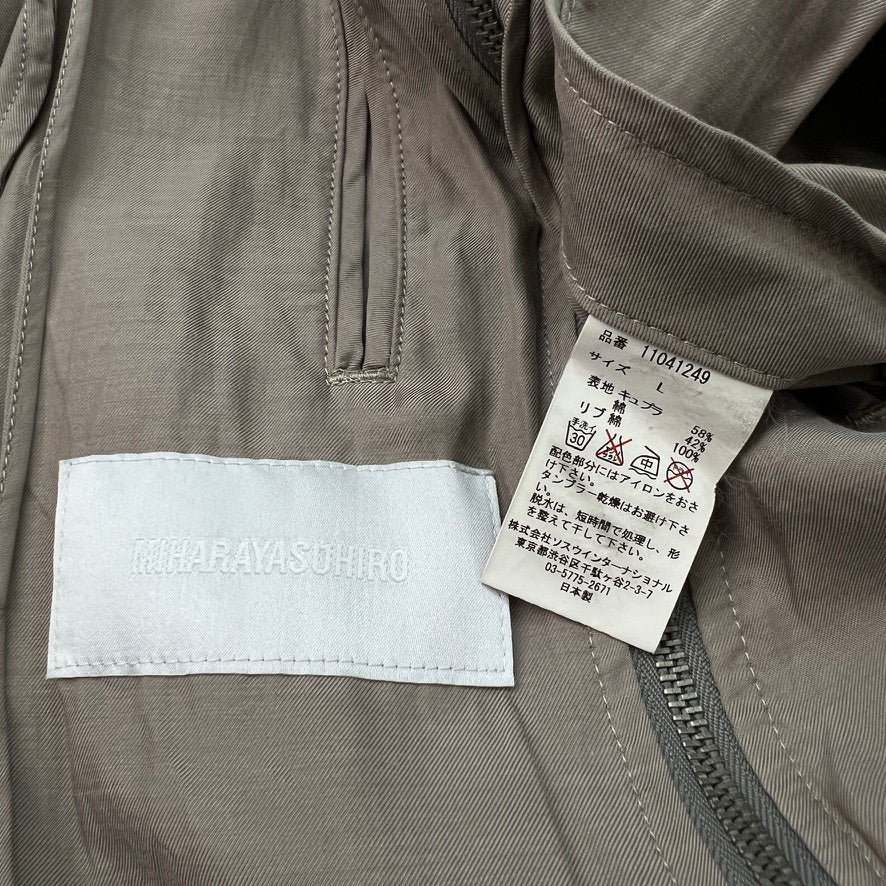 MIHARAYASUHIRO
品番 11041249
サイズ L
表地 キュプラ 58%
綿 42%
リブ 綿 100%
手洗イ
30
中
配色部分にはアイロンをおさ
け下さい。
タンブラー乾燥はお避け下さ
い。
脱水は、短時間で処理し、形
を整えて干して下さい。
株式会社ソスウインターナショナル
東京都渋谷区千駄ヶ谷2-3-7
03-5775-2671
日本製